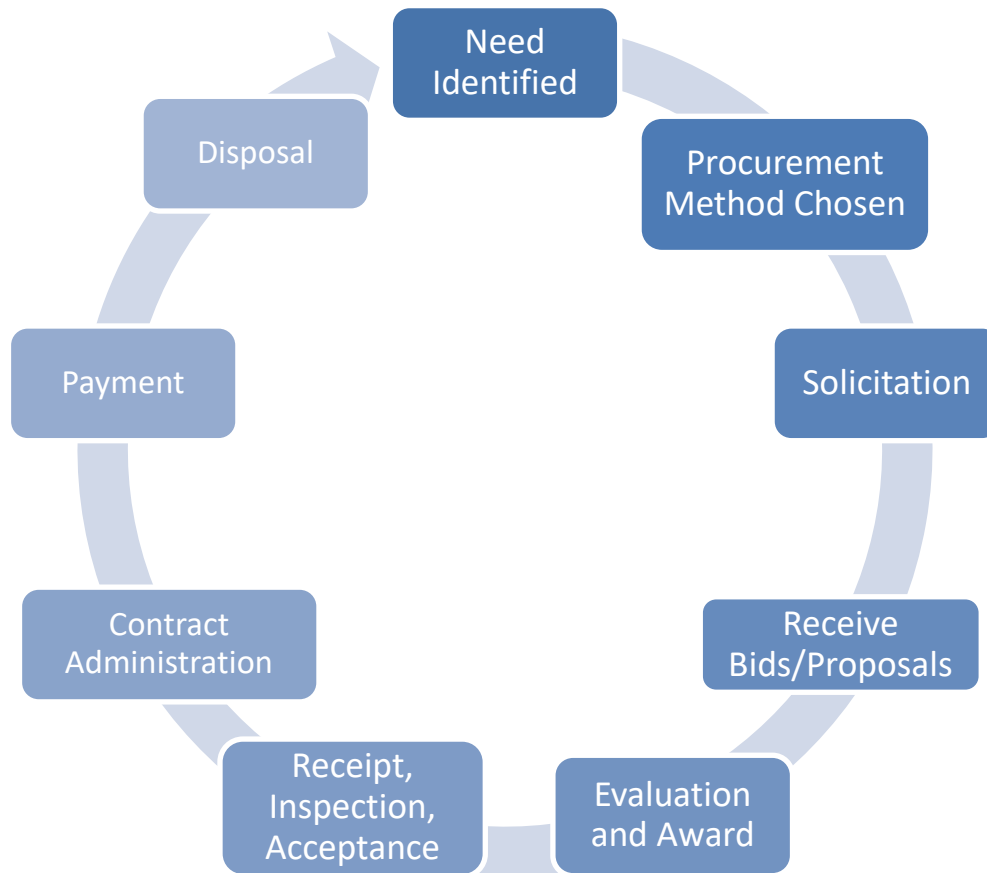 Need
Identified
Procurement
Method Chosen
Solicitation
Receive
Bids/Proposals
Evaluation
and Award
Receipt,
Inspection,
Acceptance
Contract
Administration
Payment
Disposal